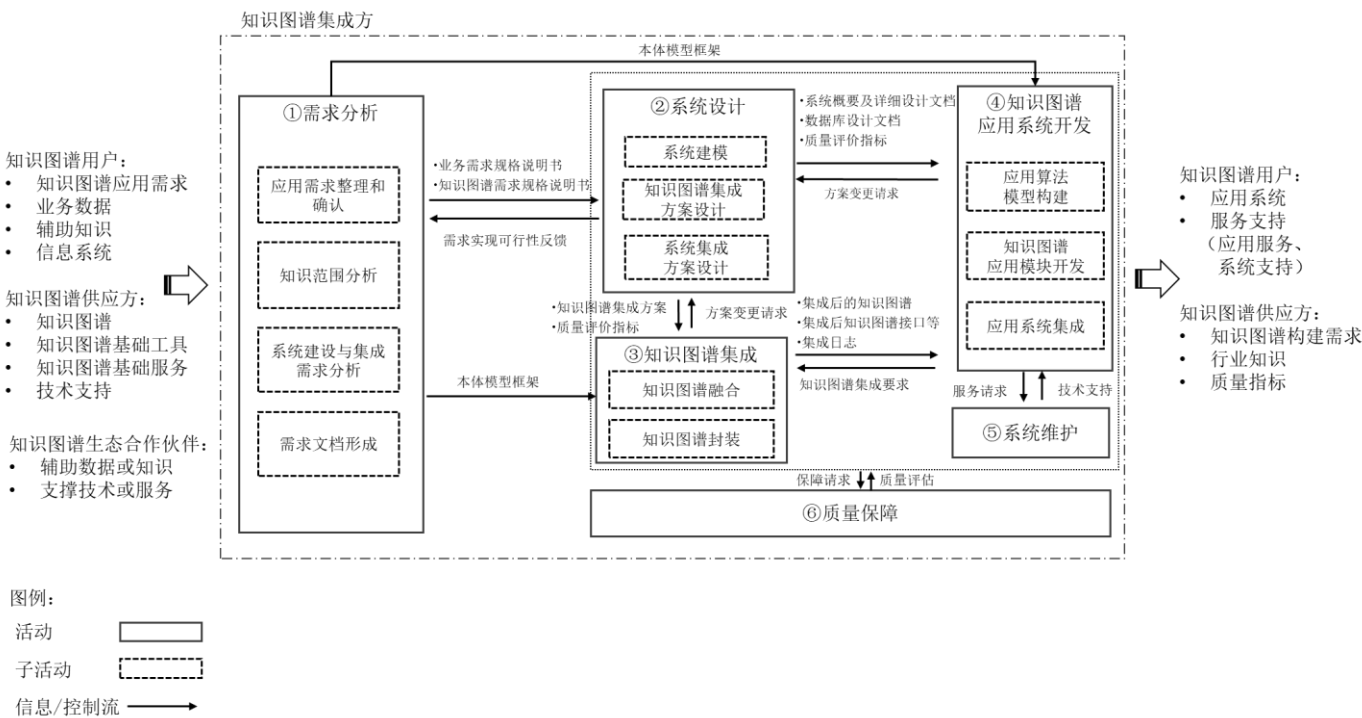 知识图谱集成方
本体模型框架
知识图谱用户:
• 知识图谱应用需求
• 业务数据
• 辅助知识
• 信息系统
知识图谱供应方:
• 知识图谱
• 知识图谱基础工具
• 知识图谱基础服务
• 技术支持
知识图谱生态合作伙伴:
• 辅助数据或知识
• 支撑技术或服务
①需求分析
应用需求整理和
确认
知识范围分析
系统建设与集成
需求分析
需求文档形成
•业务需求规格说明书
•知识图谱需求规格说明书
需求实现可行性反馈
本体模型框架
②系统设计
系统建模
知识图谱集成
方案设计
系统集成
方案设计
•知识图谱集成方案
•质量评价指标
方案变更请求
③知识图谱集成
知识图谱融合
知识图谱封装
•系统概要及详细设计文档
•数据库设计文档
•质量评价指标
方案变更请求
•集成后的知识图谱
•集成后知识图谱接口等
•集成日志
知识图谱集成要求
④知识图谱
应用系统开发
应用算法
模型构建
知识图谱
应用模块开发
应用系统集成
服务请求
技术支持
⑤系统维护
保障请求
质量评估
⑥质量保障
知识图谱用户:
• 应用系统
• 服务支持
（应用服务、
系统支持）
知识图谱供应方:
• 知识图谱构建需求
• 行业知识
• 质量指标
图例:
活动
子活动
信息/控制流